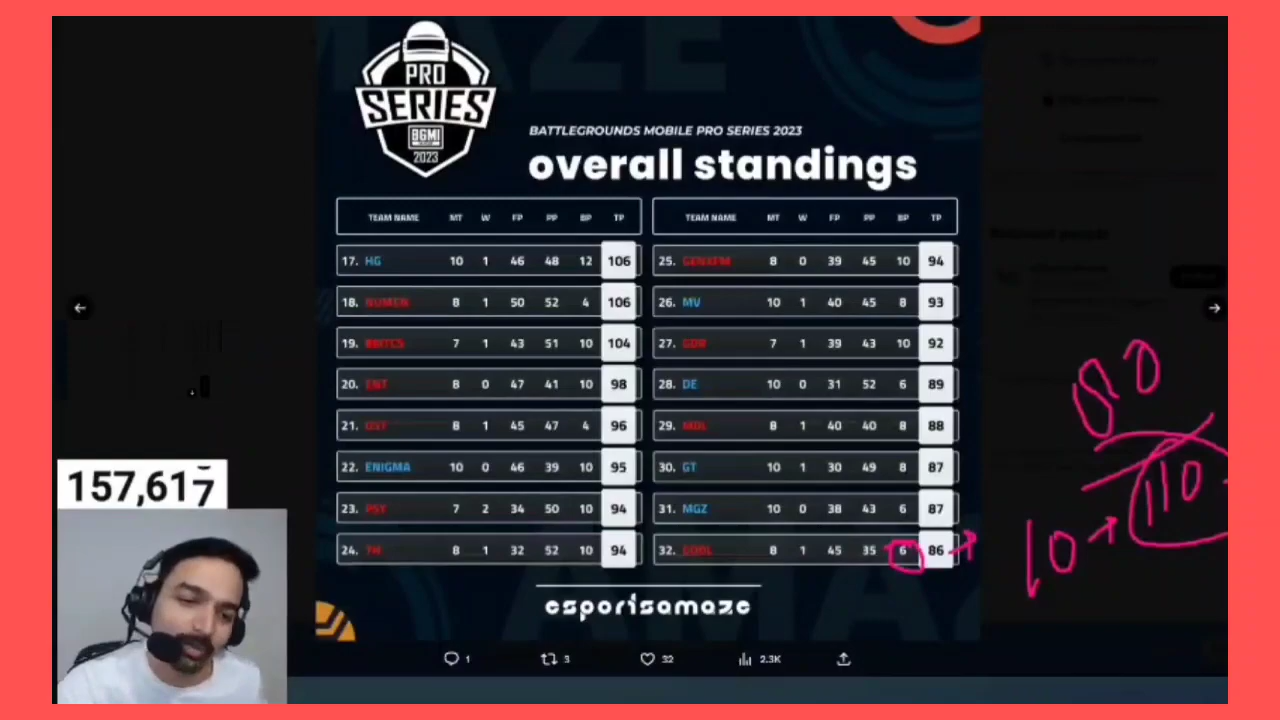 PRO
SERIES
BGMI
2023
BATTLEGROUNDS MOBILE PRO SERIES 2023
overall standings
TEAM NAME MT W FP PP BP TP
17. HG 10 1 46 48 12 106
18. NUMEN 8 1 50 52 4 106
19. 7 1 43 51 10 104
20. ENT 8 0 47 41 10 98
21. 8 1 45 47 4 96
22. ENIGMA 10 0 46 39 10 95
23. PSY 7 2 34 50 10 94
24. 8 1 32 52 10 94
TEAM NAME MT W FP PP BP TP
25. 8 0 39 45 10 94
26. MV 10 1 40 45 8 93
27. GDR 7 1 39 43 10 92
28. DE 10 0 31 52 6 89
29. 8 1 40 40 8 88
30. GT 10 1 30 49 8 87
31. MGZ 10 0 38 43 6 87
32. 8 1 45 35 6 86
esportsamaze
1 3 32 2.3K
157,617
10
110